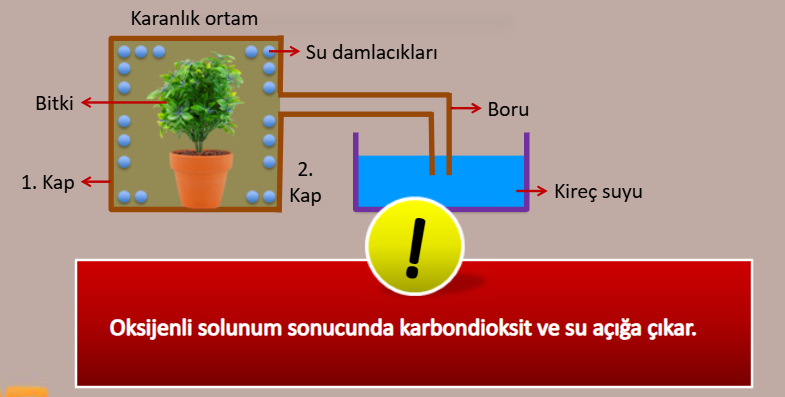 Karanlık ortam
Su damlacıkları
Bitki
Boru
1. Kap
2.
Kap
Kireç suyu
!
Oksijenli solunum sonucunda karbondioksit ve su açığa çıkar.